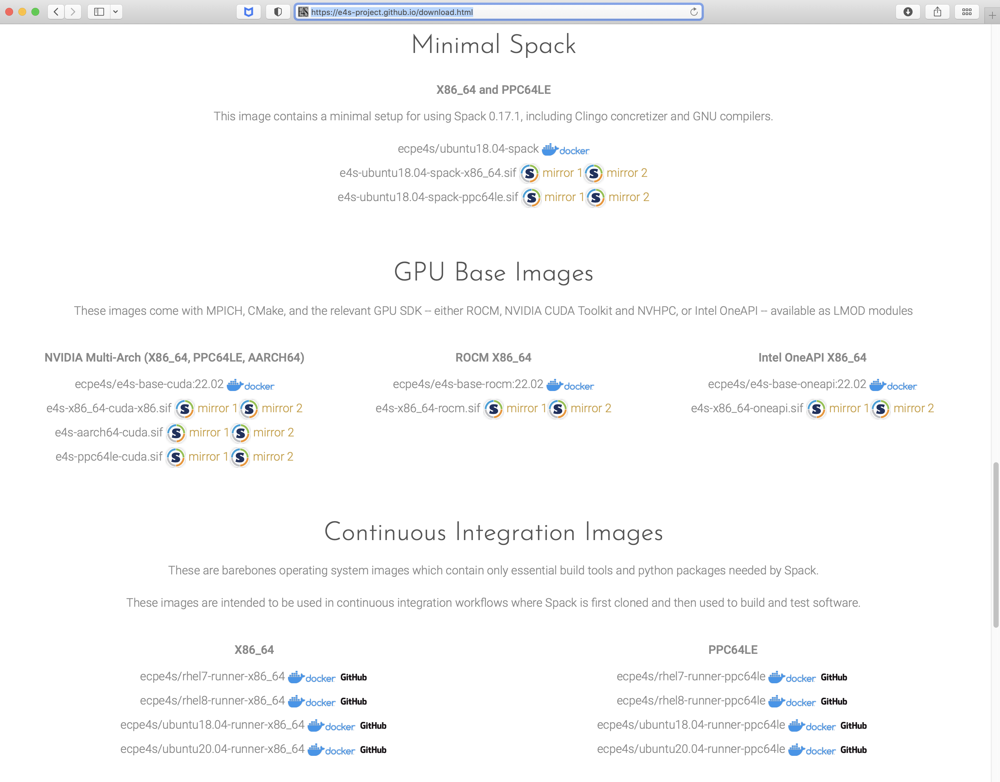 E4S https://e4s-project.github.io/download.html
Minimal Spack
X86_64 and PPC64LE
This image contains a minimal setup for using Spack 0.17.1, including Clingo concretizer and GNU compilers.
ecpe4s/ubuntu18.04-spack docker
e4s-ubuntu18.04-spack-x86_64.sif S mirror 1 S mirror 2
e4s-ubuntu18.04-spack-ppc64le.sif S mirror 1 S mirror 2
GPU Base Images
These images come with MPICH, CMake, and the relevant GPU SDK -- either ROCM, NVIDIA CUDA Toolkit and NVHPC, or Intel OneAPI -- available as LMOD modules
NVIDIA Multi-Arch (X86_64, PPC64LE, AARCH64)
ecpe4s/e4s-base-cuda:22.02 docker
e4s-x86_64-cuda-x86.sif S mirror 1 S mirror 2
e4s-aarch64-cuda.sif S mirror 1 S mirror 2
e4s-ppc64le-cuda.sif S mirror 1 S mirror 2
ROCM X86_64
ecpe4s/e4s-base-rocm:22.02 docker
e4s-x86_64-rocm.sif S mirror 1 S mirror 2
Intel OneAPI X86_64
ecpe4s/e4s-base-oneapi:22.02 docker
e4s-x86_64-oneapi.sif S mirror 1 S mirror 2
Continuous Integration Images
These are barebones operating system images which contain only essential build tools and python packages needed by Spack.
These images are intended to be used in continuous integration workflows where Spack is first cloned and then used to build and test software.
X86_64
ecpe4s/rhel7-runner-x86_64 docker GitHub
ecpe4s/rhel8-runner-x86_64 docker GitHub
ecpe4s/ubuntu18.04-runner-x86_64 docker GitHub
ecpe4s/ubuntu20.04-runner-x86_64 docker GitHub
PPC64LE
ecpe4s/rhel7-runner-ppc64le docker GitHub
ecpe4s/rhel8-runner-ppc64le docker GitHub
ecpe4s/ubuntu18.04-runner-ppc64le docker GitHub
ecpe4s/ubuntu20.04-runner-ppc64le docker GitHub